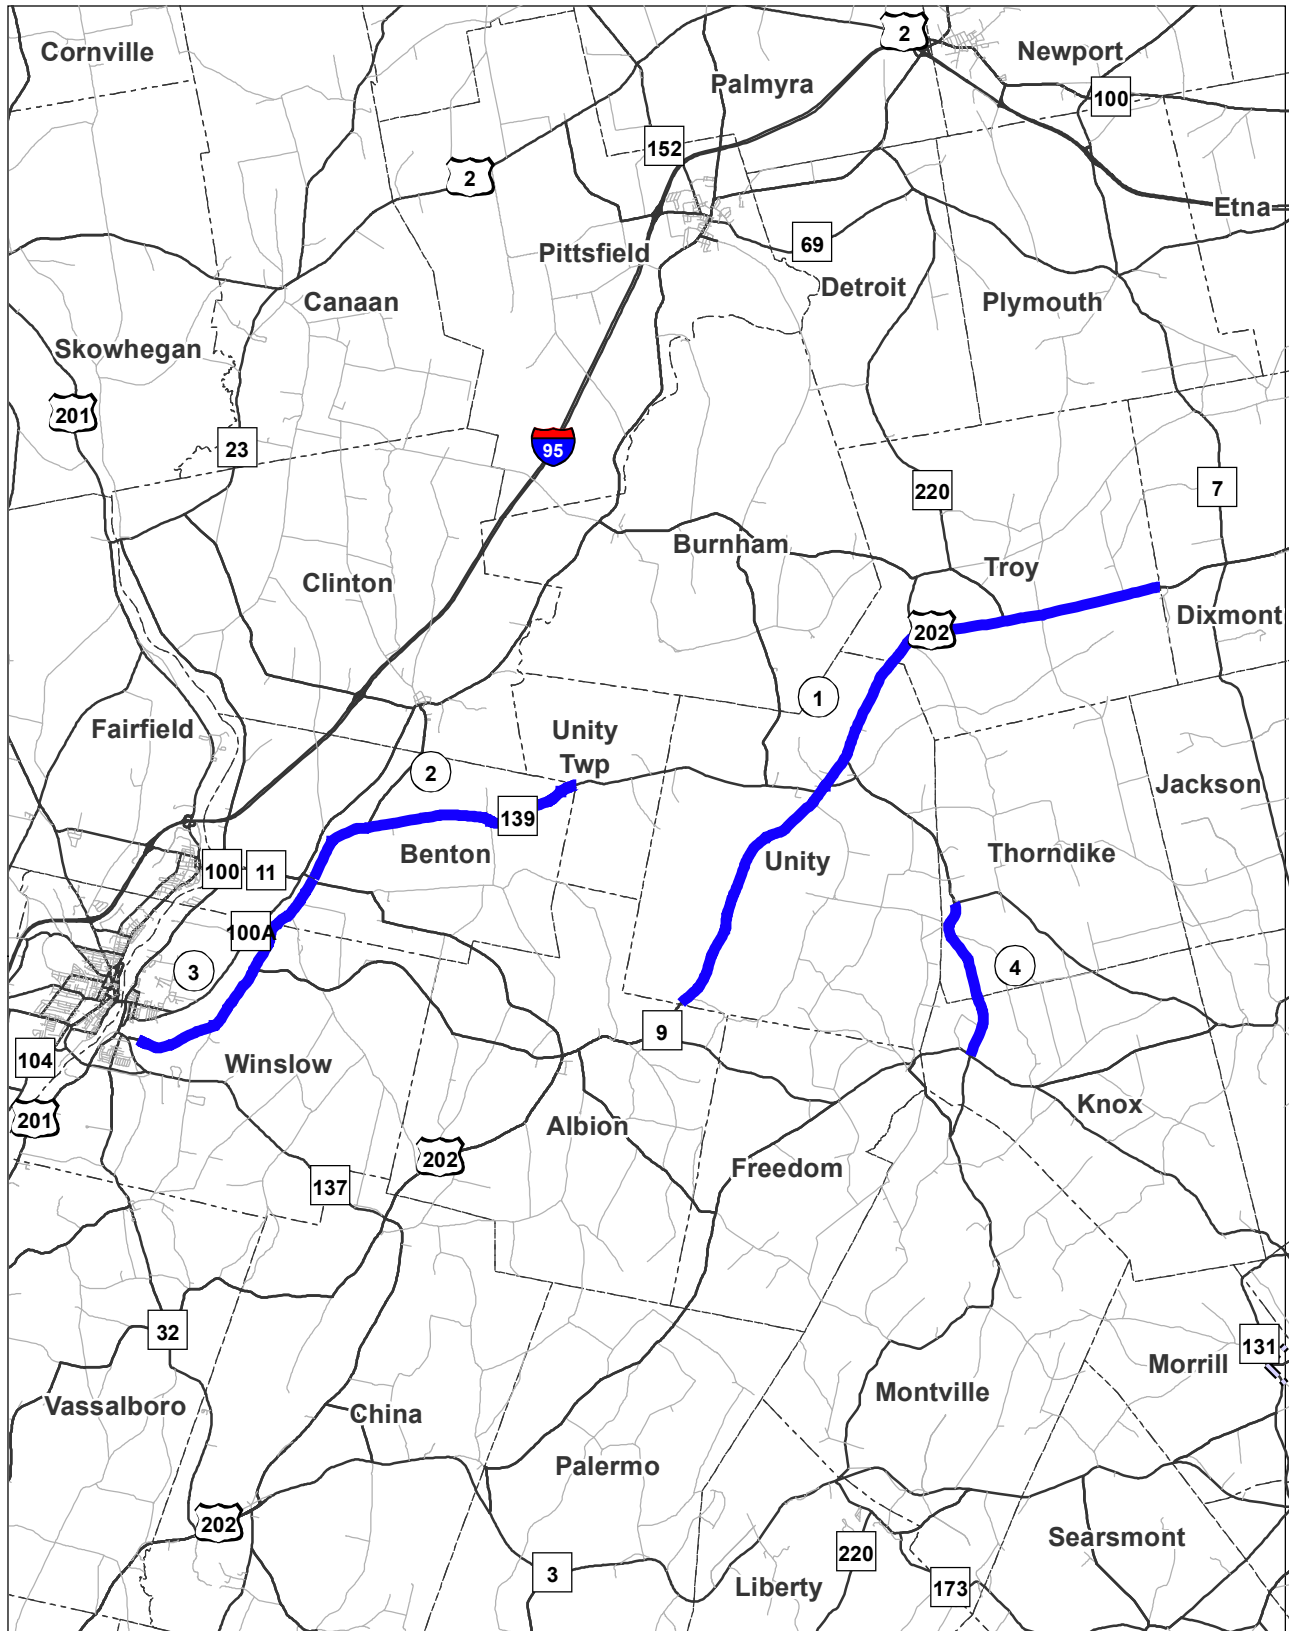 2
Newport
Cornville
Palmyra
100
152
2
Etna
69
Pittsfield
Detroit
Canaan
Plymouth
Skowhegan
201
23
95
220
7
Burnham
Troy
Clinton
Dixmont
202
1
Fairfield
Unity
Twp
2
Jackson
139
Benton
Unity
Thorndike
100
11
100A
3
4
9
104
Winslow
201
Knox
Albion
202
Freedom
137
32
131
Morrill
Vassalboro
China
Montville
Palermo
202
Searsmont
220
3
Liberty
173